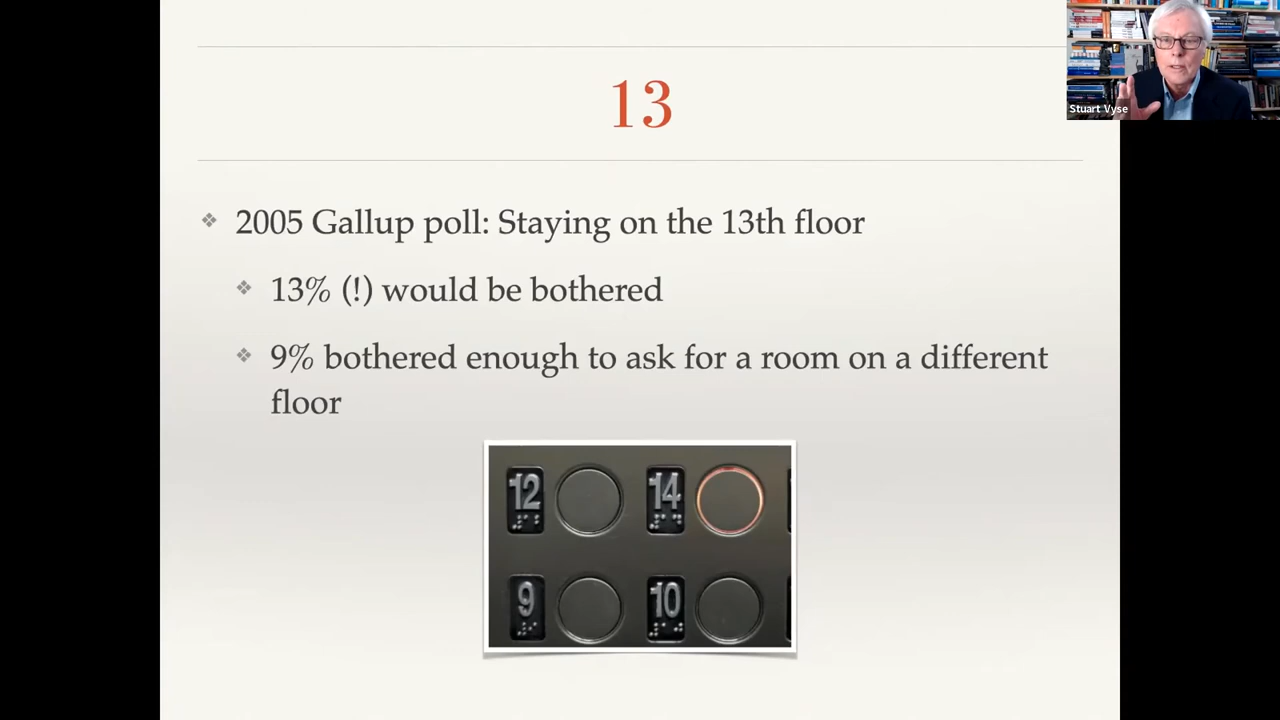 Stuart Vyse
13
2005 Gallup poll: Staying on the 13th floor
13% (!) would be bothered
9% bothered enough to ask for a room on a different
floor
12 14
9 10